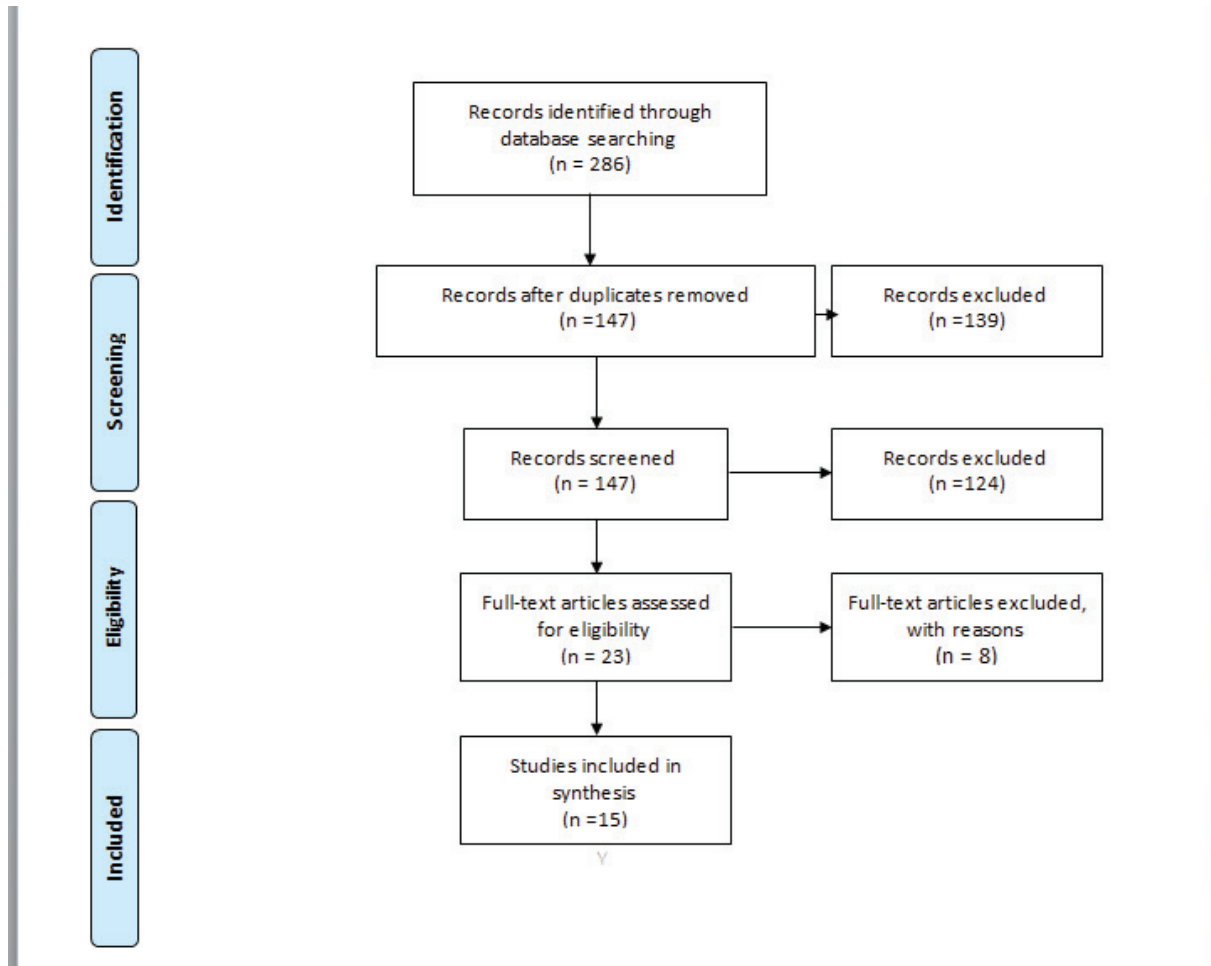 Identification
Records identified through
database searching
(n = 286)
Screening
Records after duplicates removed
(n =147)
Records excluded
(n =139)
Records screened
(n = 147)
Records excluded
(n =124)
Eligibility
Full-text articles assessed
for eligibility
(n = 23)
Full-text articles excluded,
with reasons
(n = 8)
Included
Studies included in
synthesis
(n =15)
Y